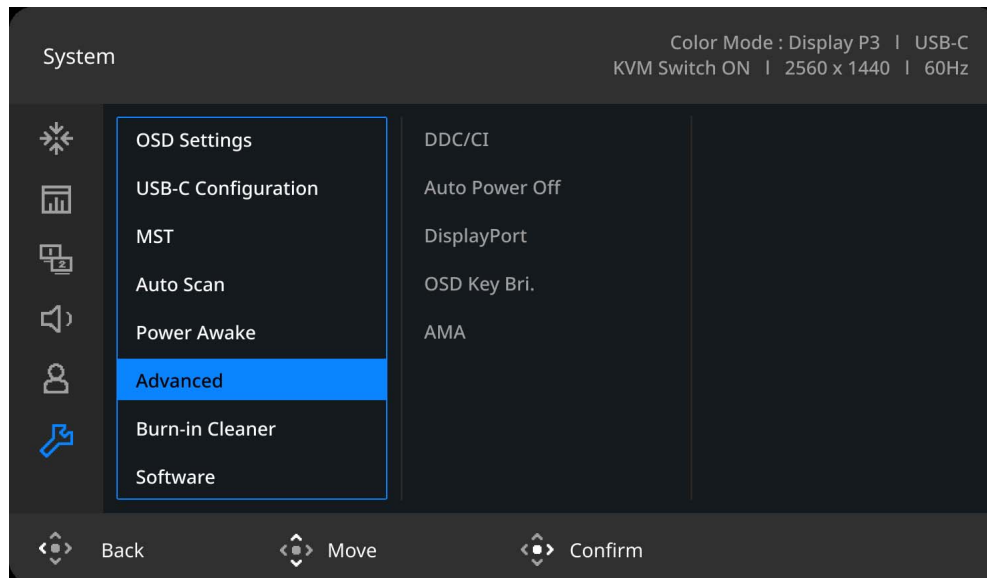 System
Color Mode : Display P3 I USB-C
KVM Switch ON I 2560 x 1440 I 60Hz
OSD Settings
USB-C Configuration
MST
Auto Scan
Power Awake
Advanced
Burn-in Cleaner
Software
DDC/CI
Auto Power Off
DisplayPort
OSD Key Bri.
AMA
1
2
Back
Move
Confirm